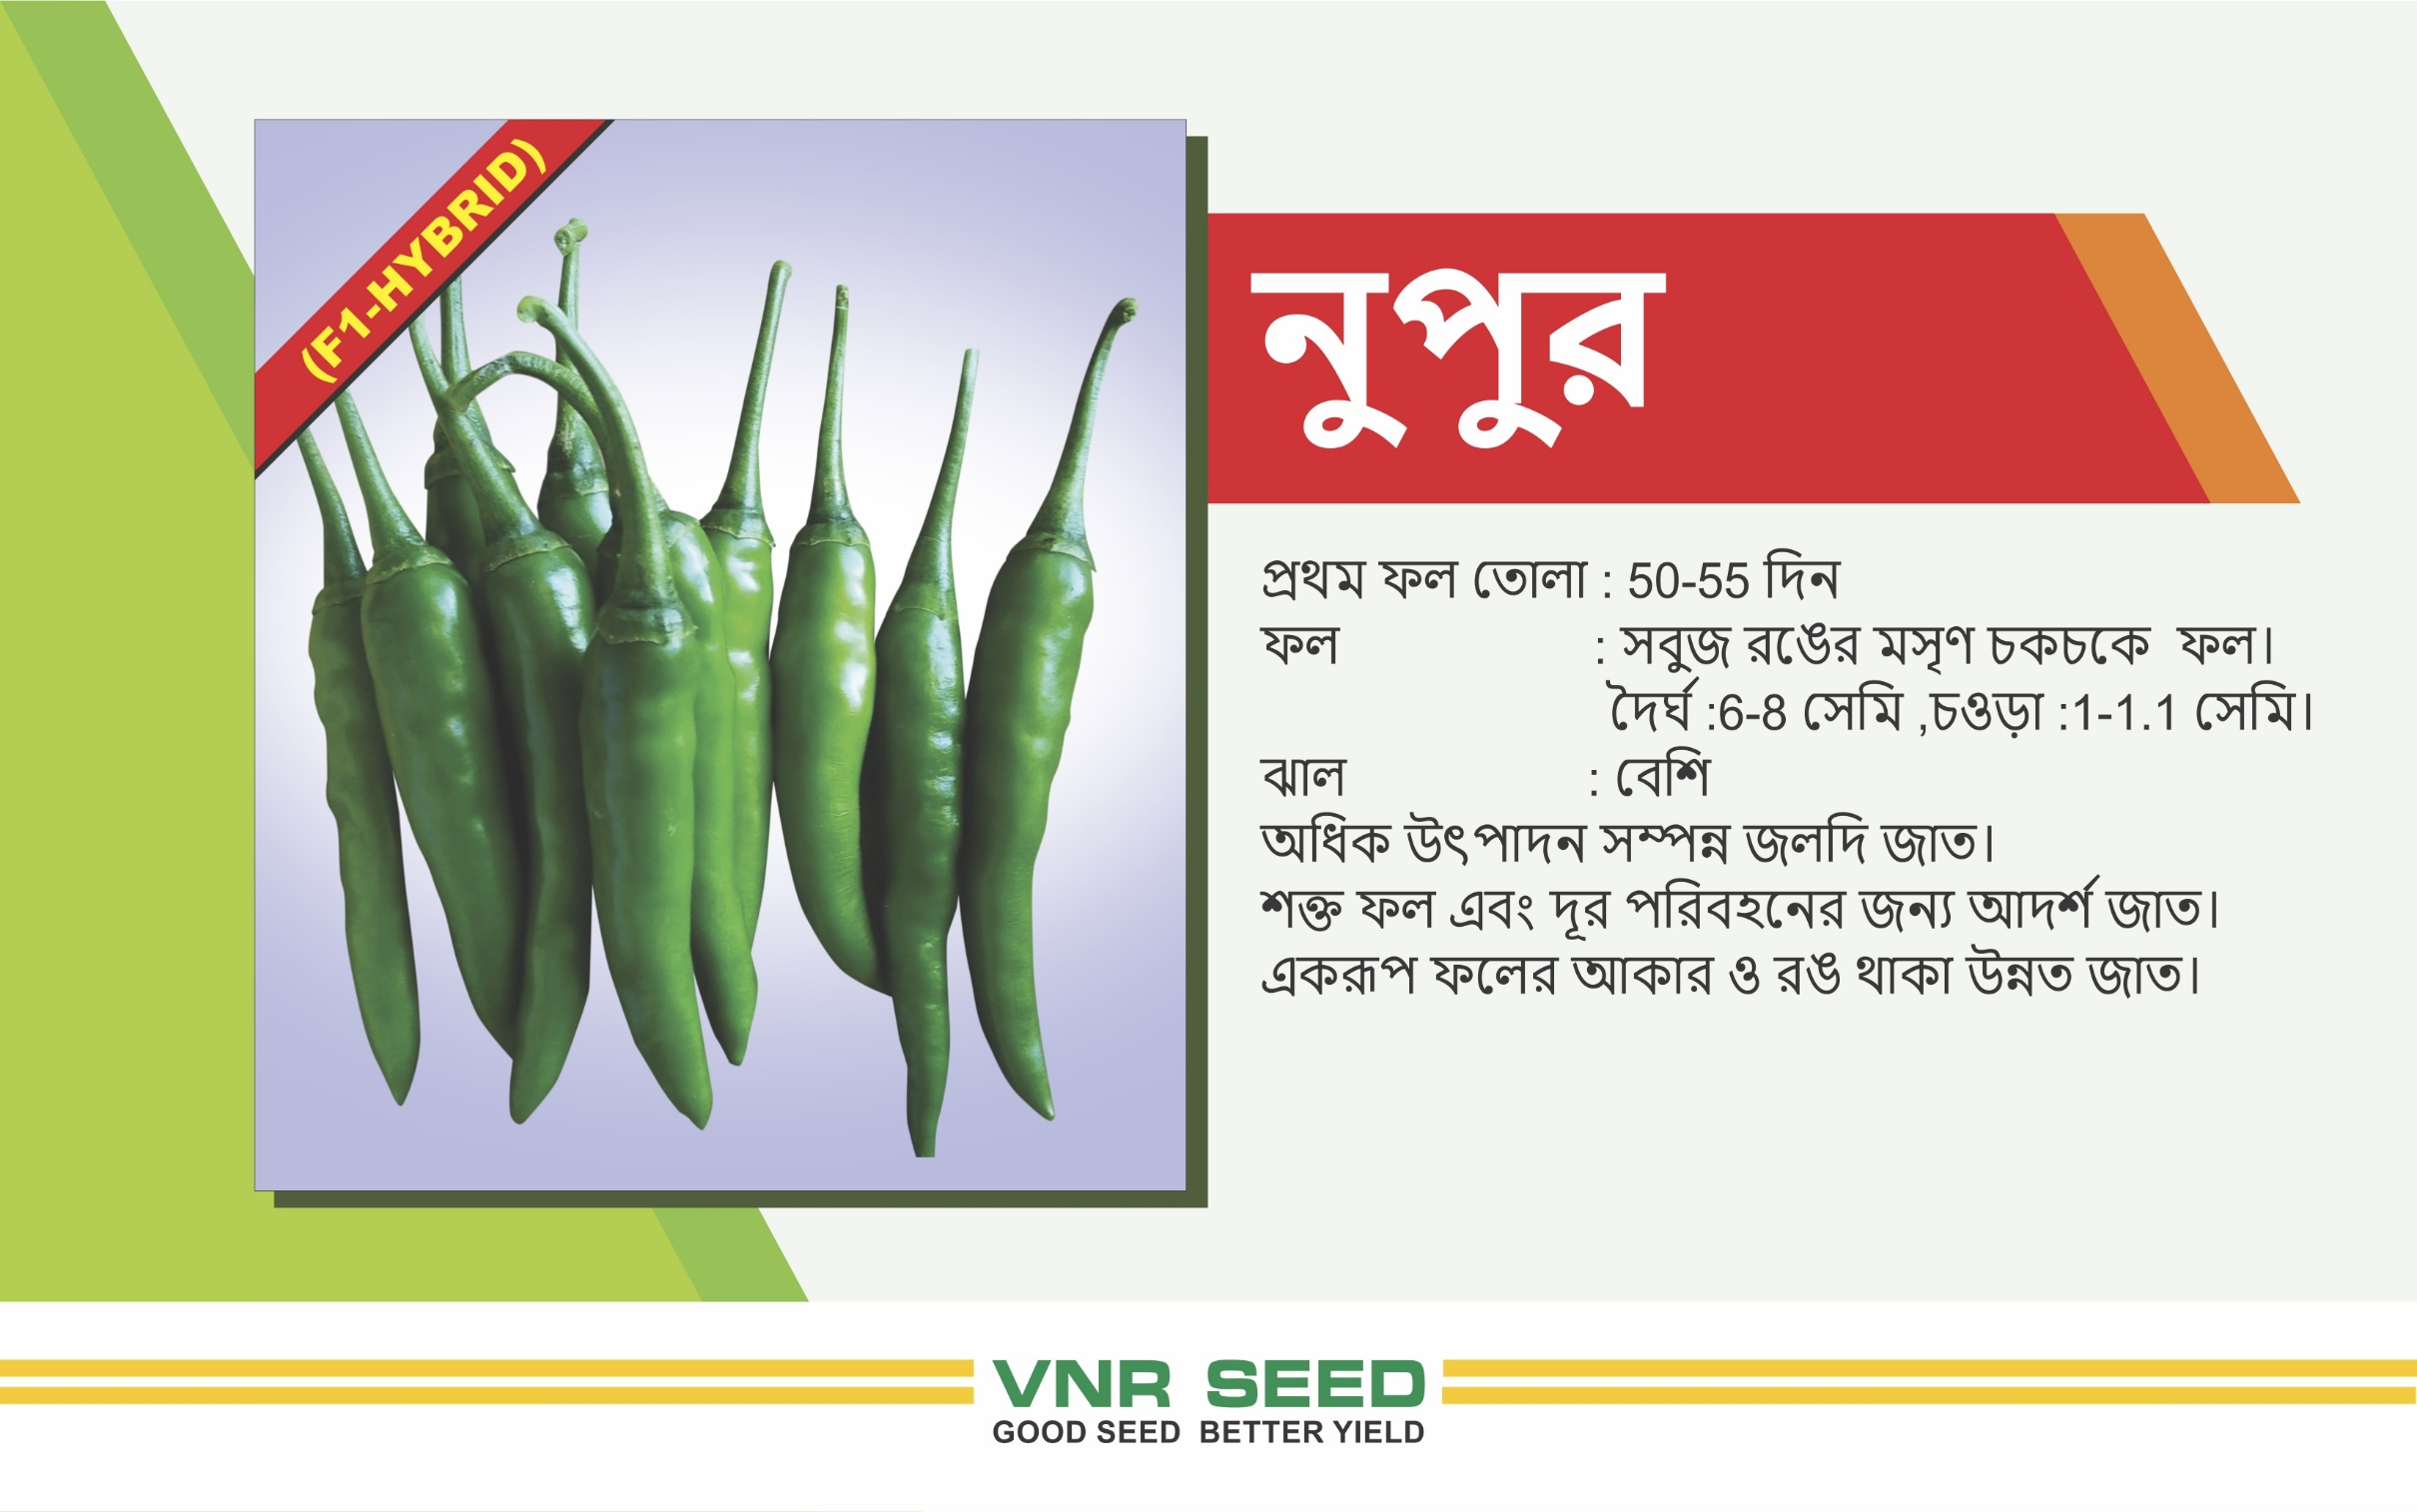 (F1-HYBRID)
নুপুর
প্রথম ফল তোলা : 50-55 দিন
ফল : সবুজ রঙের মসৃণ চকচকে ফল।
দৈর্ঘ্য :6-8 সেমি ,চওড়া :1-1.1 সেমি।
ঝাল : বেশি
অধিক উৎপাদন সম্পন্ন জলদি জাত।
শক্ত ফল এবং দূর পরিবহনের জন্য আদর্শ জাত।
একরূপ ফলের আকার ও রঙ থাকা উন্নত জাত।
VNR SEED
GOOD SEED BETTER YIELD